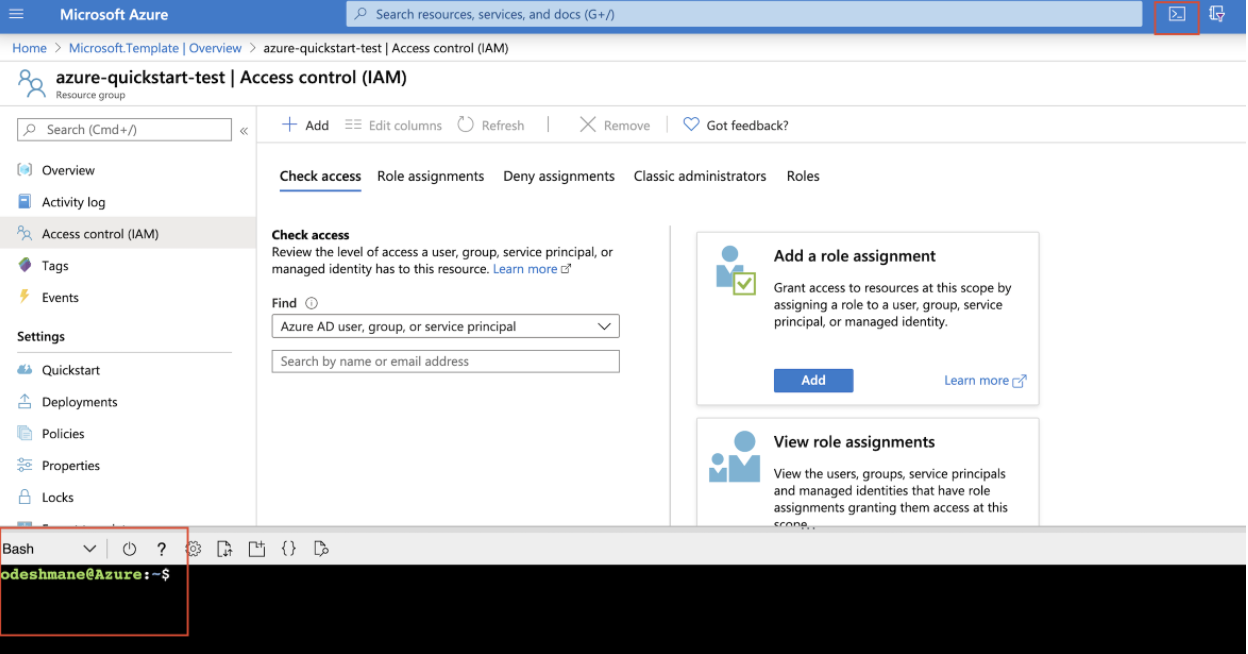 Microsoft Azure
Search resources, services, and docs (G+/)
Home > Microsoft.Template | Overview > azure-quickstart-test | Access control (IAM)
azure-quickstart-test | Access control (IAM)
Resource group
Search (Cmd+/)
«
Overview
Activity log
Access control (IAM)
Tags
Events
Settings
Quickstart
Deployments
Policies
Properties
Locks
Add
Edit columns
Refresh
Remove
Got feedback?
Check access
Role assignments
Deny assignments
Classic administrators
Roles
Check access
Review the level of access a user, group, service principal, or
managed identity has to this resource. Learn more
Find
Azure AD user, group, or service principal
Search by name or email address
Add a role assignment
Grant access to resources at this scope by
assigning a role to a user, group, service
principal, or managed identity.
Add
Learn more
View role assignments
View the users, groups, service principals
and managed identities that have role
assignments granting them access at this
scope.
Bash
?
{}
odeshmane@Azure:~$